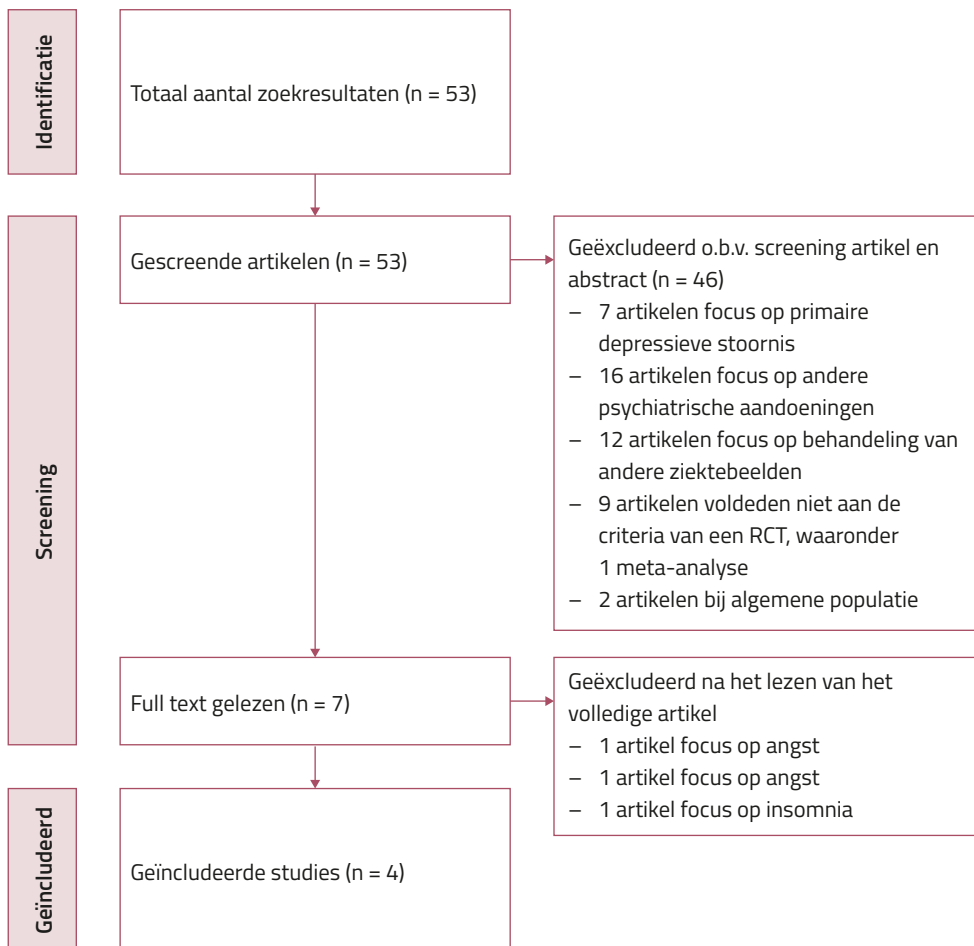 Identificatie
Totaal aantal zoekresultaten (n = 53)
Screening
Gescreende artikelen (n = 53)
Geëxcludeerd o.b.v. screening artikel en
abstract (n = 46)
– 7 artikelen focus op primaire
depressieve stoornis
– 16 artikelen focus op andere
psychiatrische aandoeningen
– 12 artikelen focus op behandeling van
andere ziektebeelden
– 9 artikelen voldeden niet aan de
criteria van een RCT, waaronder
1 meta-analyse
– 2 artikelen bij algemene populatie
Full text gelezen (n = 7)
Geëxcludeerd na het lezen van het
volledige artikel
– 1 artikel focus op angst
– 1 artikel focus op angst
– 1 artikel focus op insomnia
Geïncludeerd
Geïncludeerde studies (n = 4)